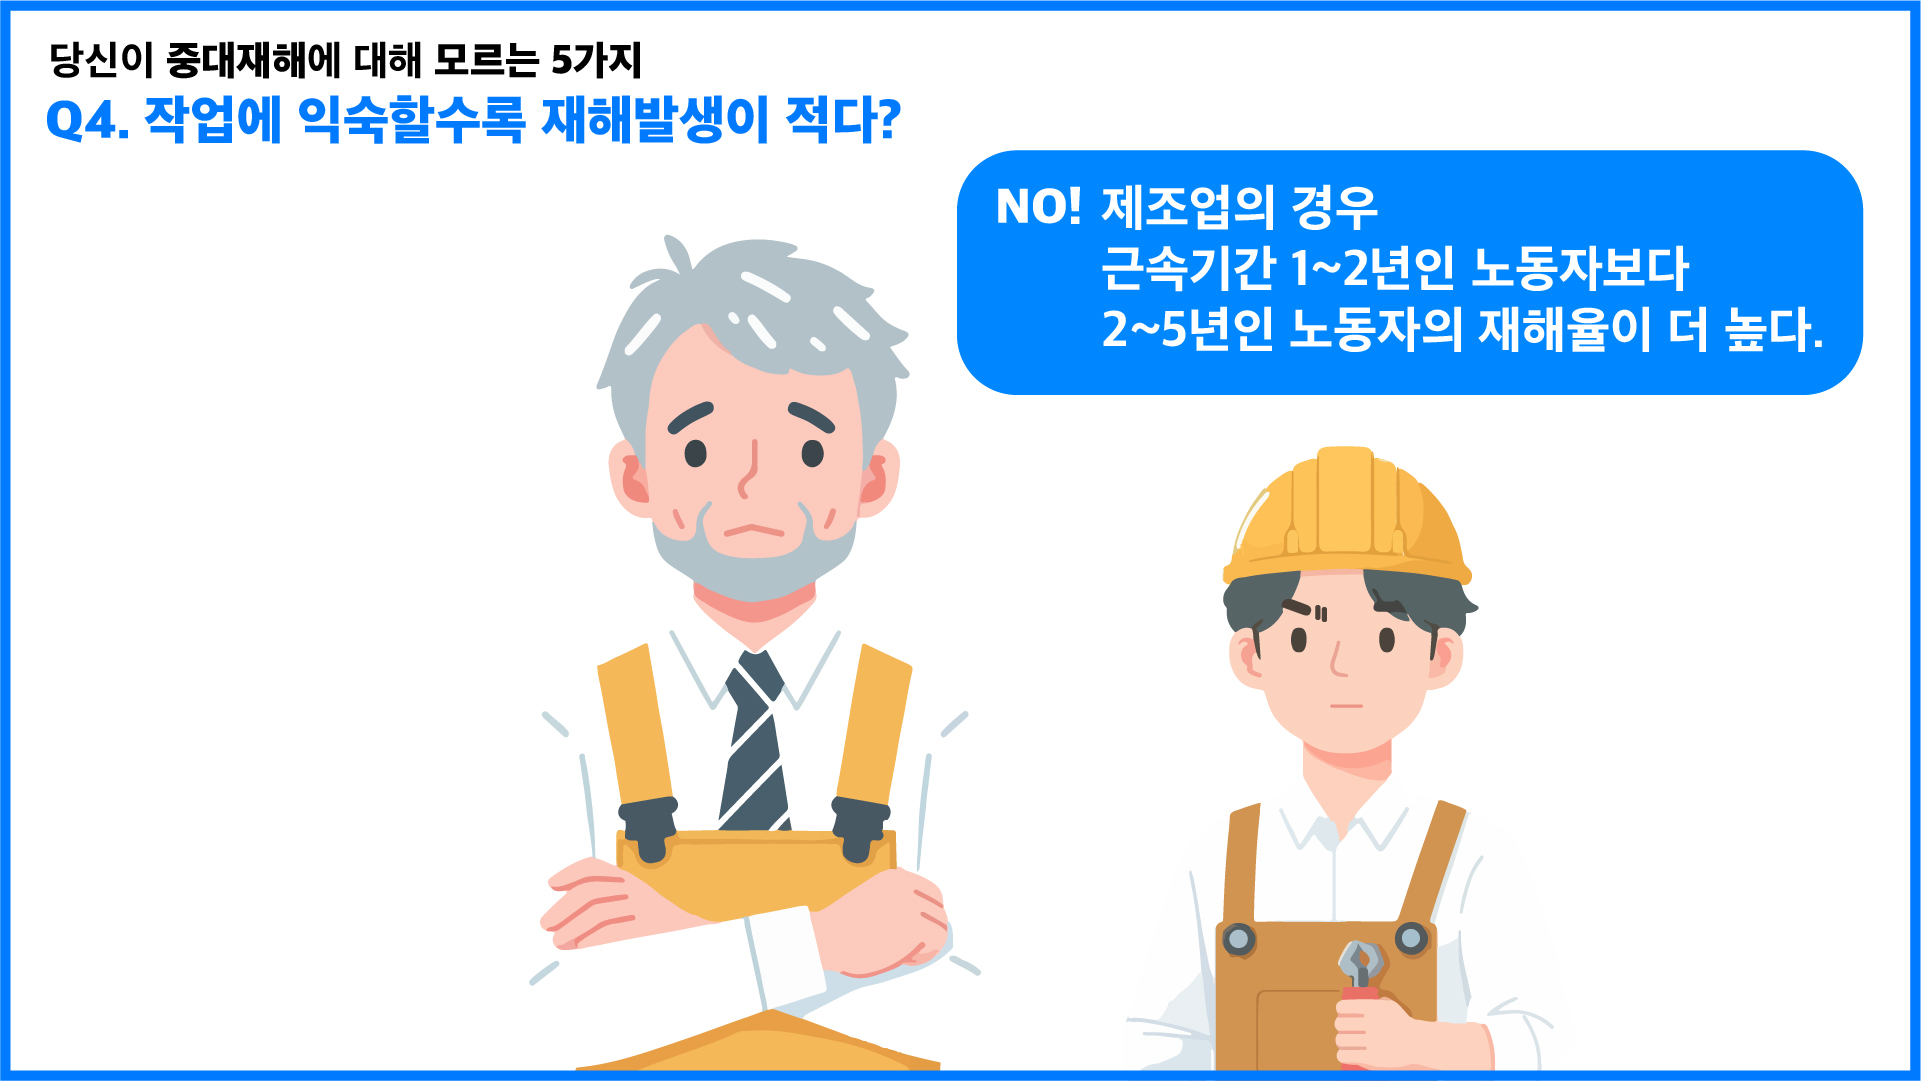 당신이 중대재해에 대해 모르는 5가지
Q4. 작업에 익숙할수록 재해발생이 적다?
NO! 제조업의 경우
근속기간 1~2년인 노동자보다
2~5년인 노동자의 재해율이 더 높다.